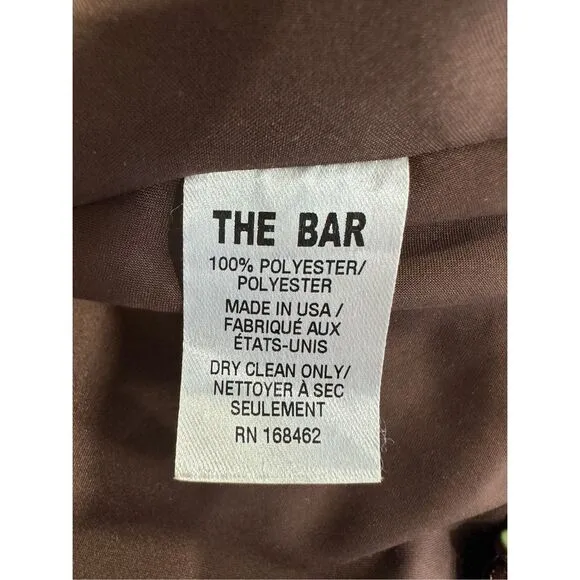 THE BAR
100% POLYESTER/
POLYESTER
MADE IN USA /
FABRIQUÉ AUX
ÉTATS-UNIS
DRY CLEAN ONLY/
NETTOYER À SEC
SEULEMENT
RN 168462